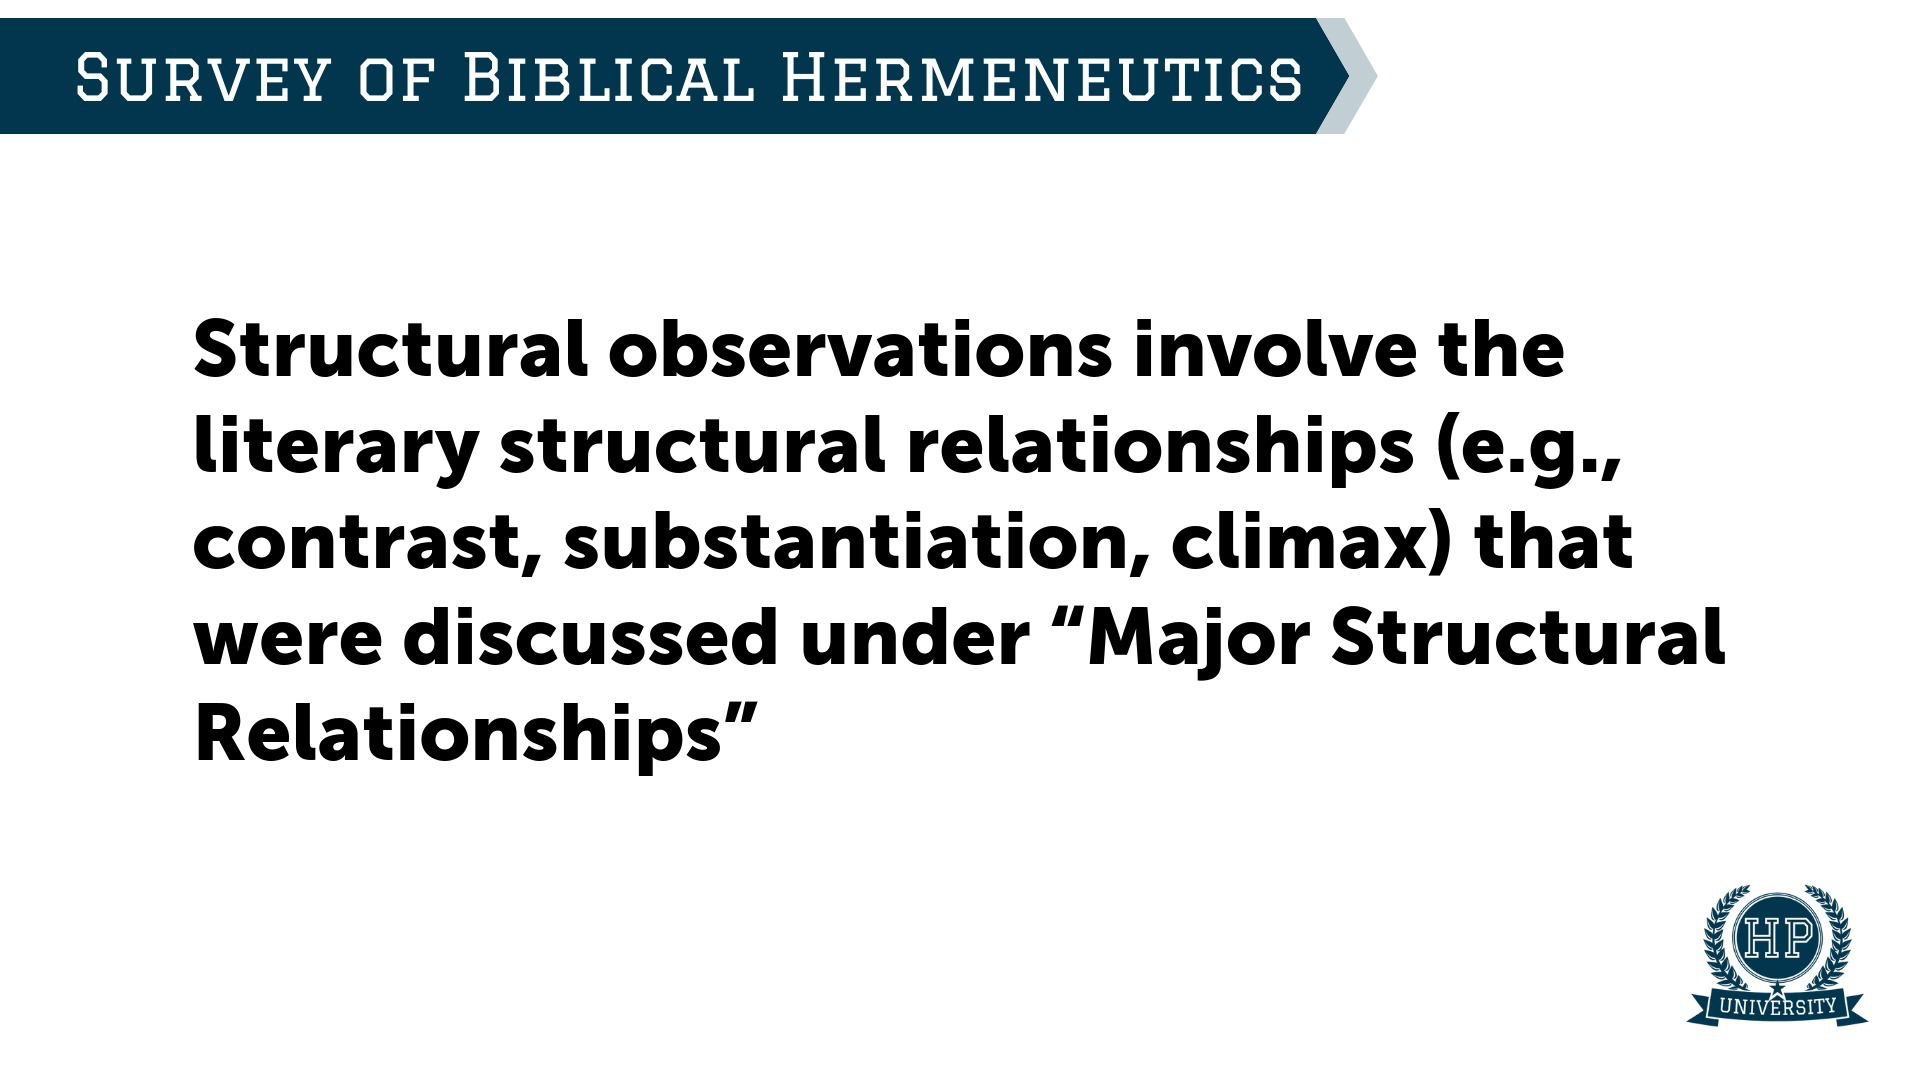 Survey of Biblical Hermeneutics
Structural observations involve the
literary structural relationships (e.g.,
contrast, substantiation, climax) that
were discussed under “Major Structural
Relationships”
HP
UNIVERSITY